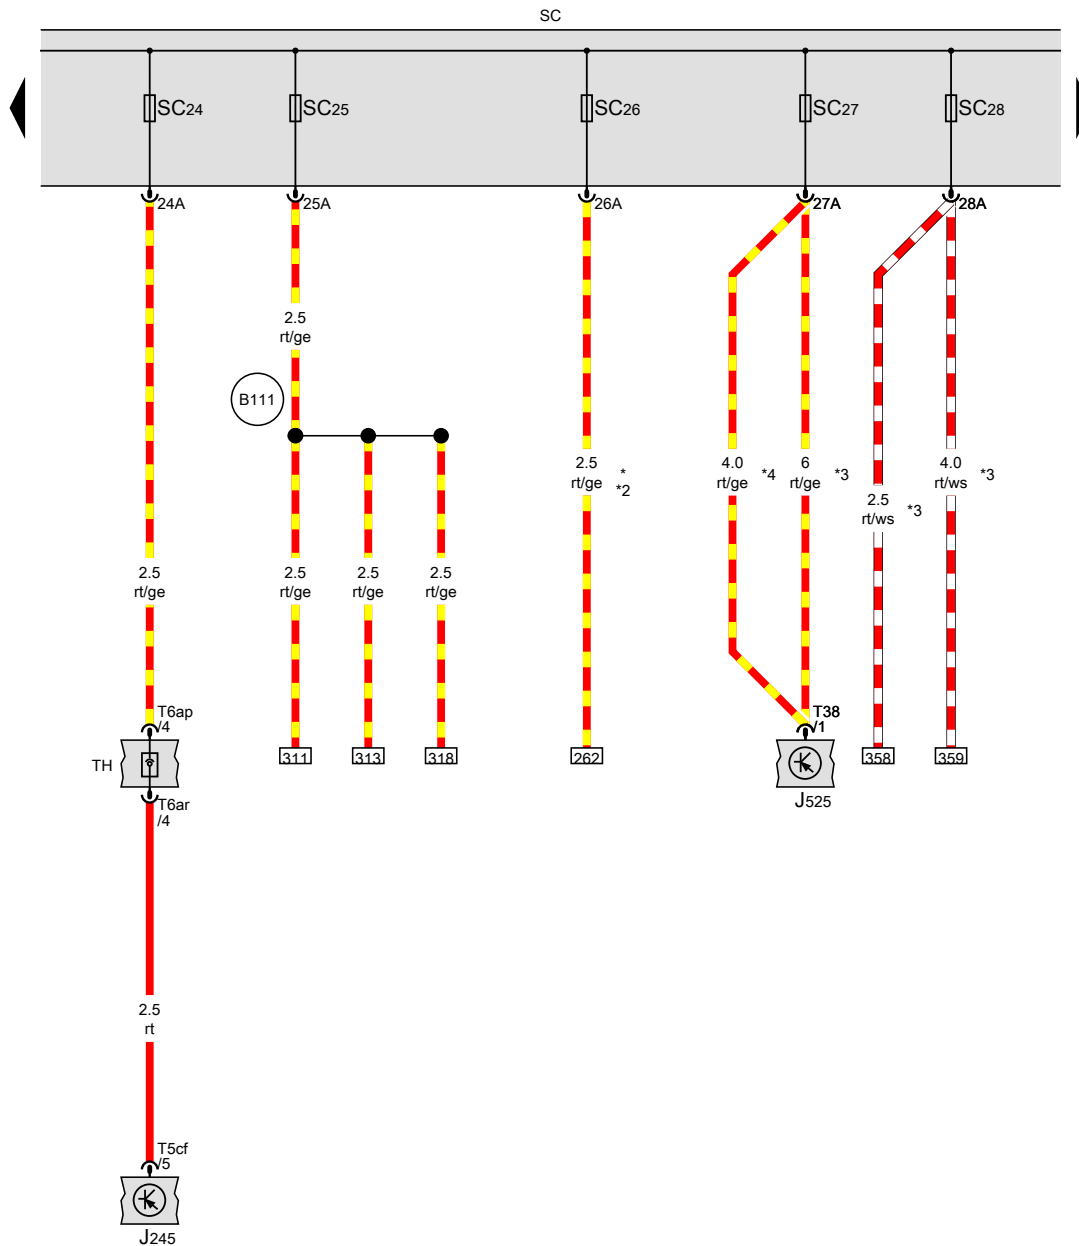 SC
SC24
SC25
SC26
SC27
SC28
24A
25A
26A
27A
28A
2.5
rt/ge
B111
2.5
rt/ge
*
*2
4.0
rt/ge
*4
6
rt/ge
*3
2.5
rt/ws
*3
4.0
rt/ws
*3
2.5
rt/ge
2.5
rt/ge
2.5
rt/ge
2.5
rt/ge
T6ap
/4
TH
T6ar
/4
311
313
318
262
T38
/1
J525
358
359
2.5
rt
T5cf
/5
J245